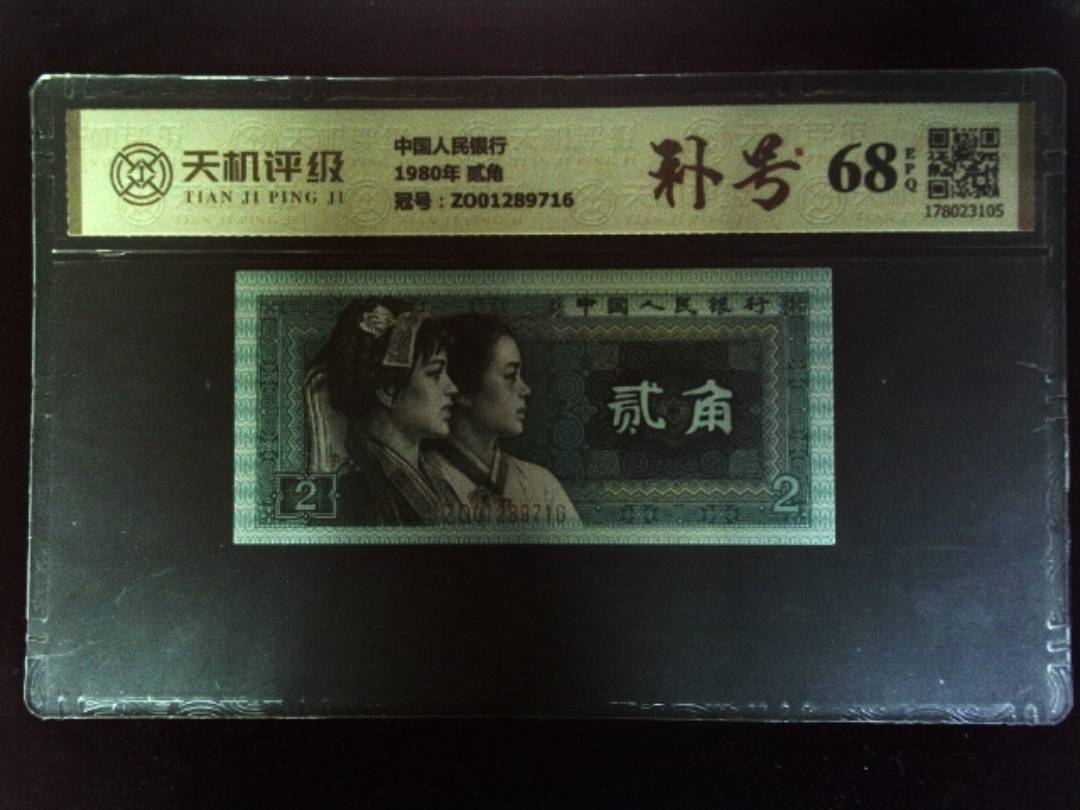 天机评级
TIAN JI PING JI
中国人民银行
1980年 贰角
冠号：ZO01289716
补号
68
EPQ
178023105
中国人民银行
贰角
2
2
ZO01289716